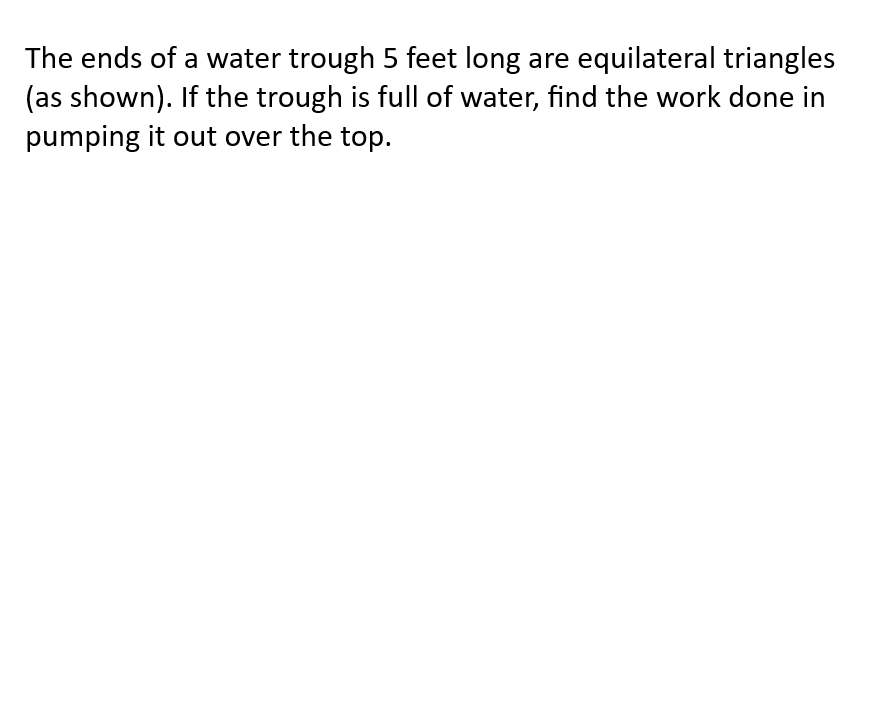 The ends of a water trough 5 feet long are equilateral triangles
(as shown). If the trough is full of water, find the work done in
pumping it out over the top.